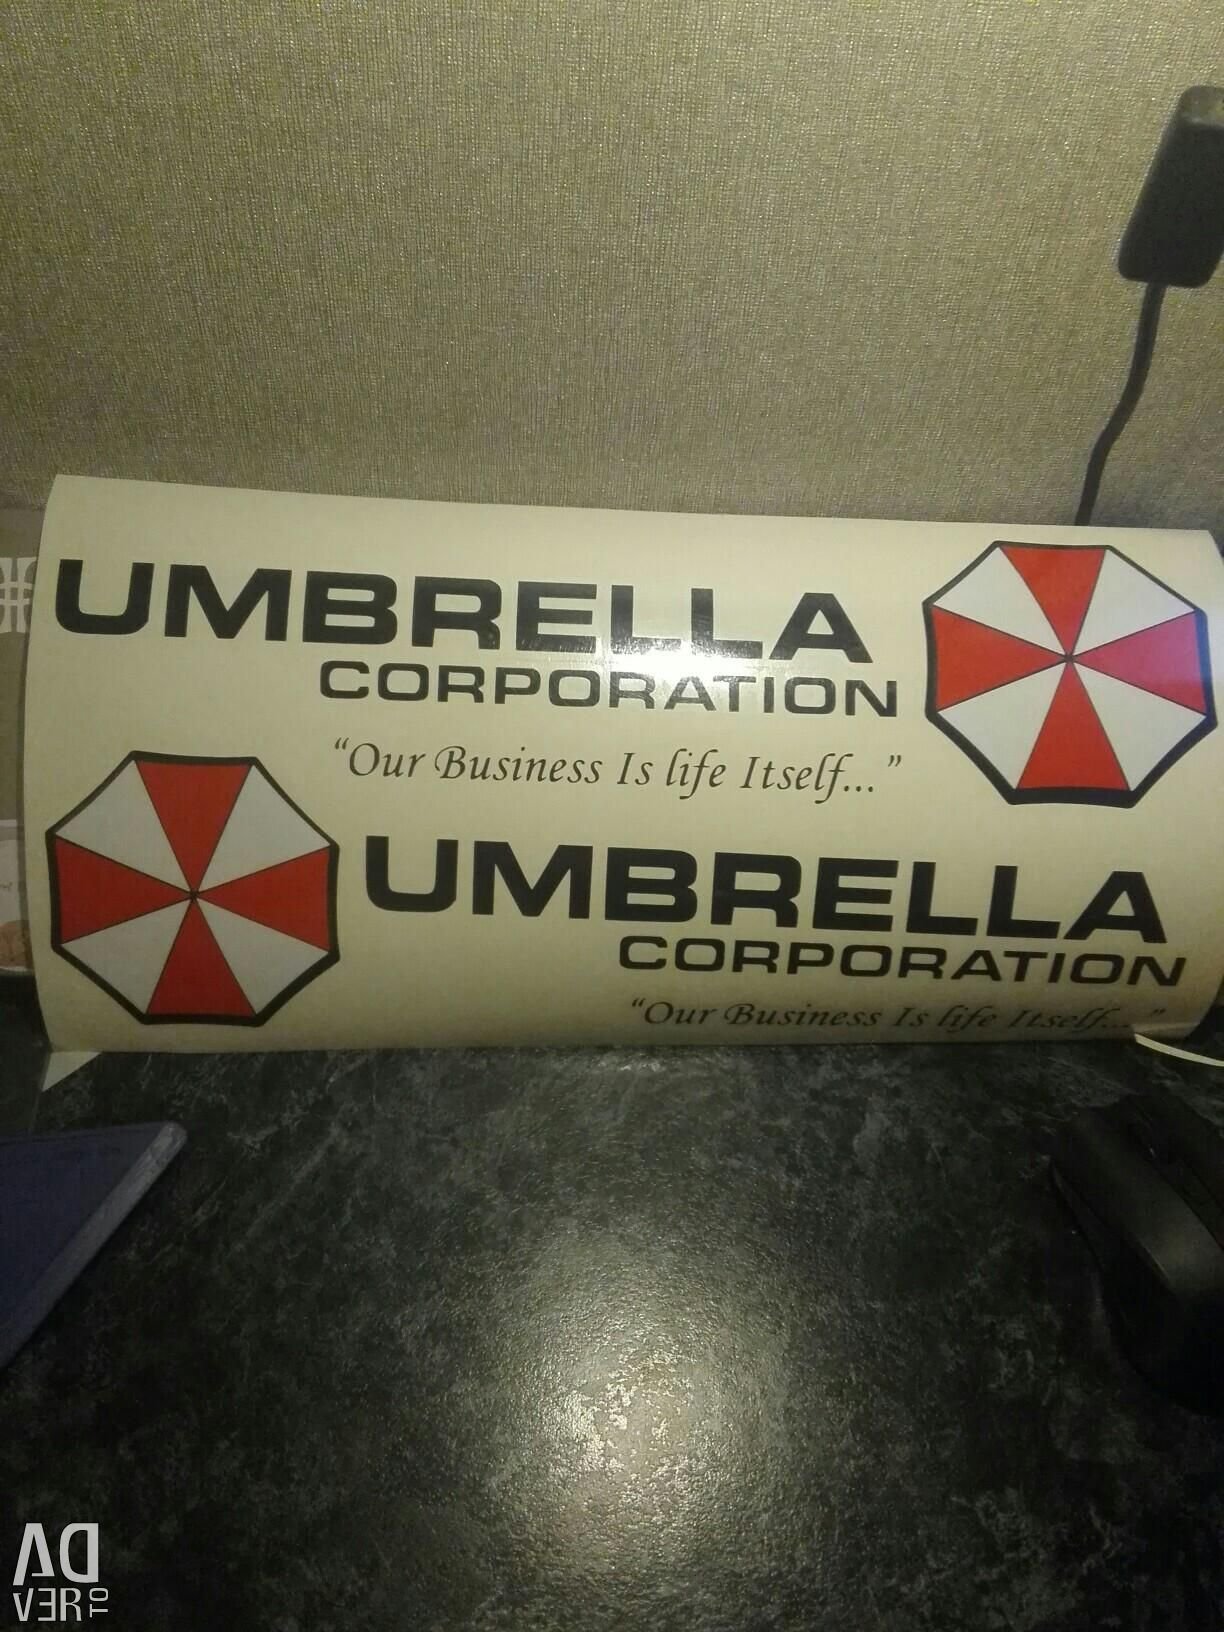 UMBRELLA
CORPORATION
“Our Business Is life Itself...”
UMBRELLA
CORPORATION
“Our Business Is life Itself...”
AD
VER
TO